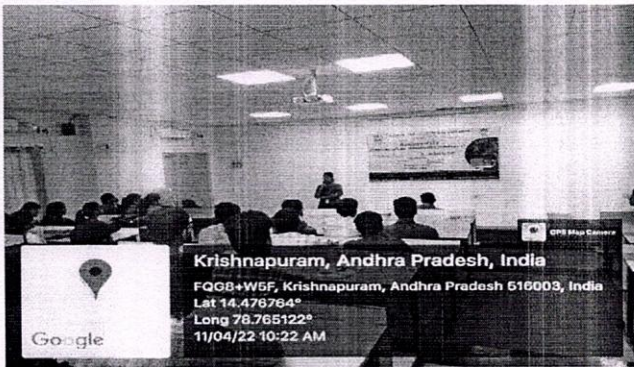 GPS Map Camera
Krishnapuram, Andhra Pradesh, India
FQG8+W5F, Krishnapuram, Andhra Pradesh 516003, India
Lat 14.476764°
Long 78.765122°
11/04/22 10:22 AM
Google